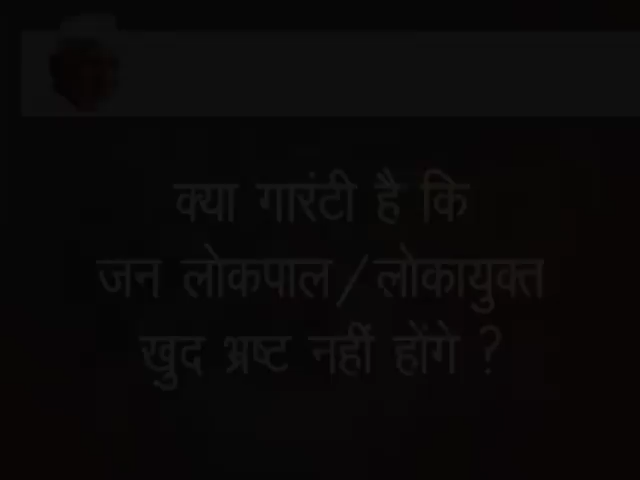 क्या गारंटी है कि
जन लोकपाल/लोकायुक्त
खुद भ्रष्ट नहीं होंगे ?